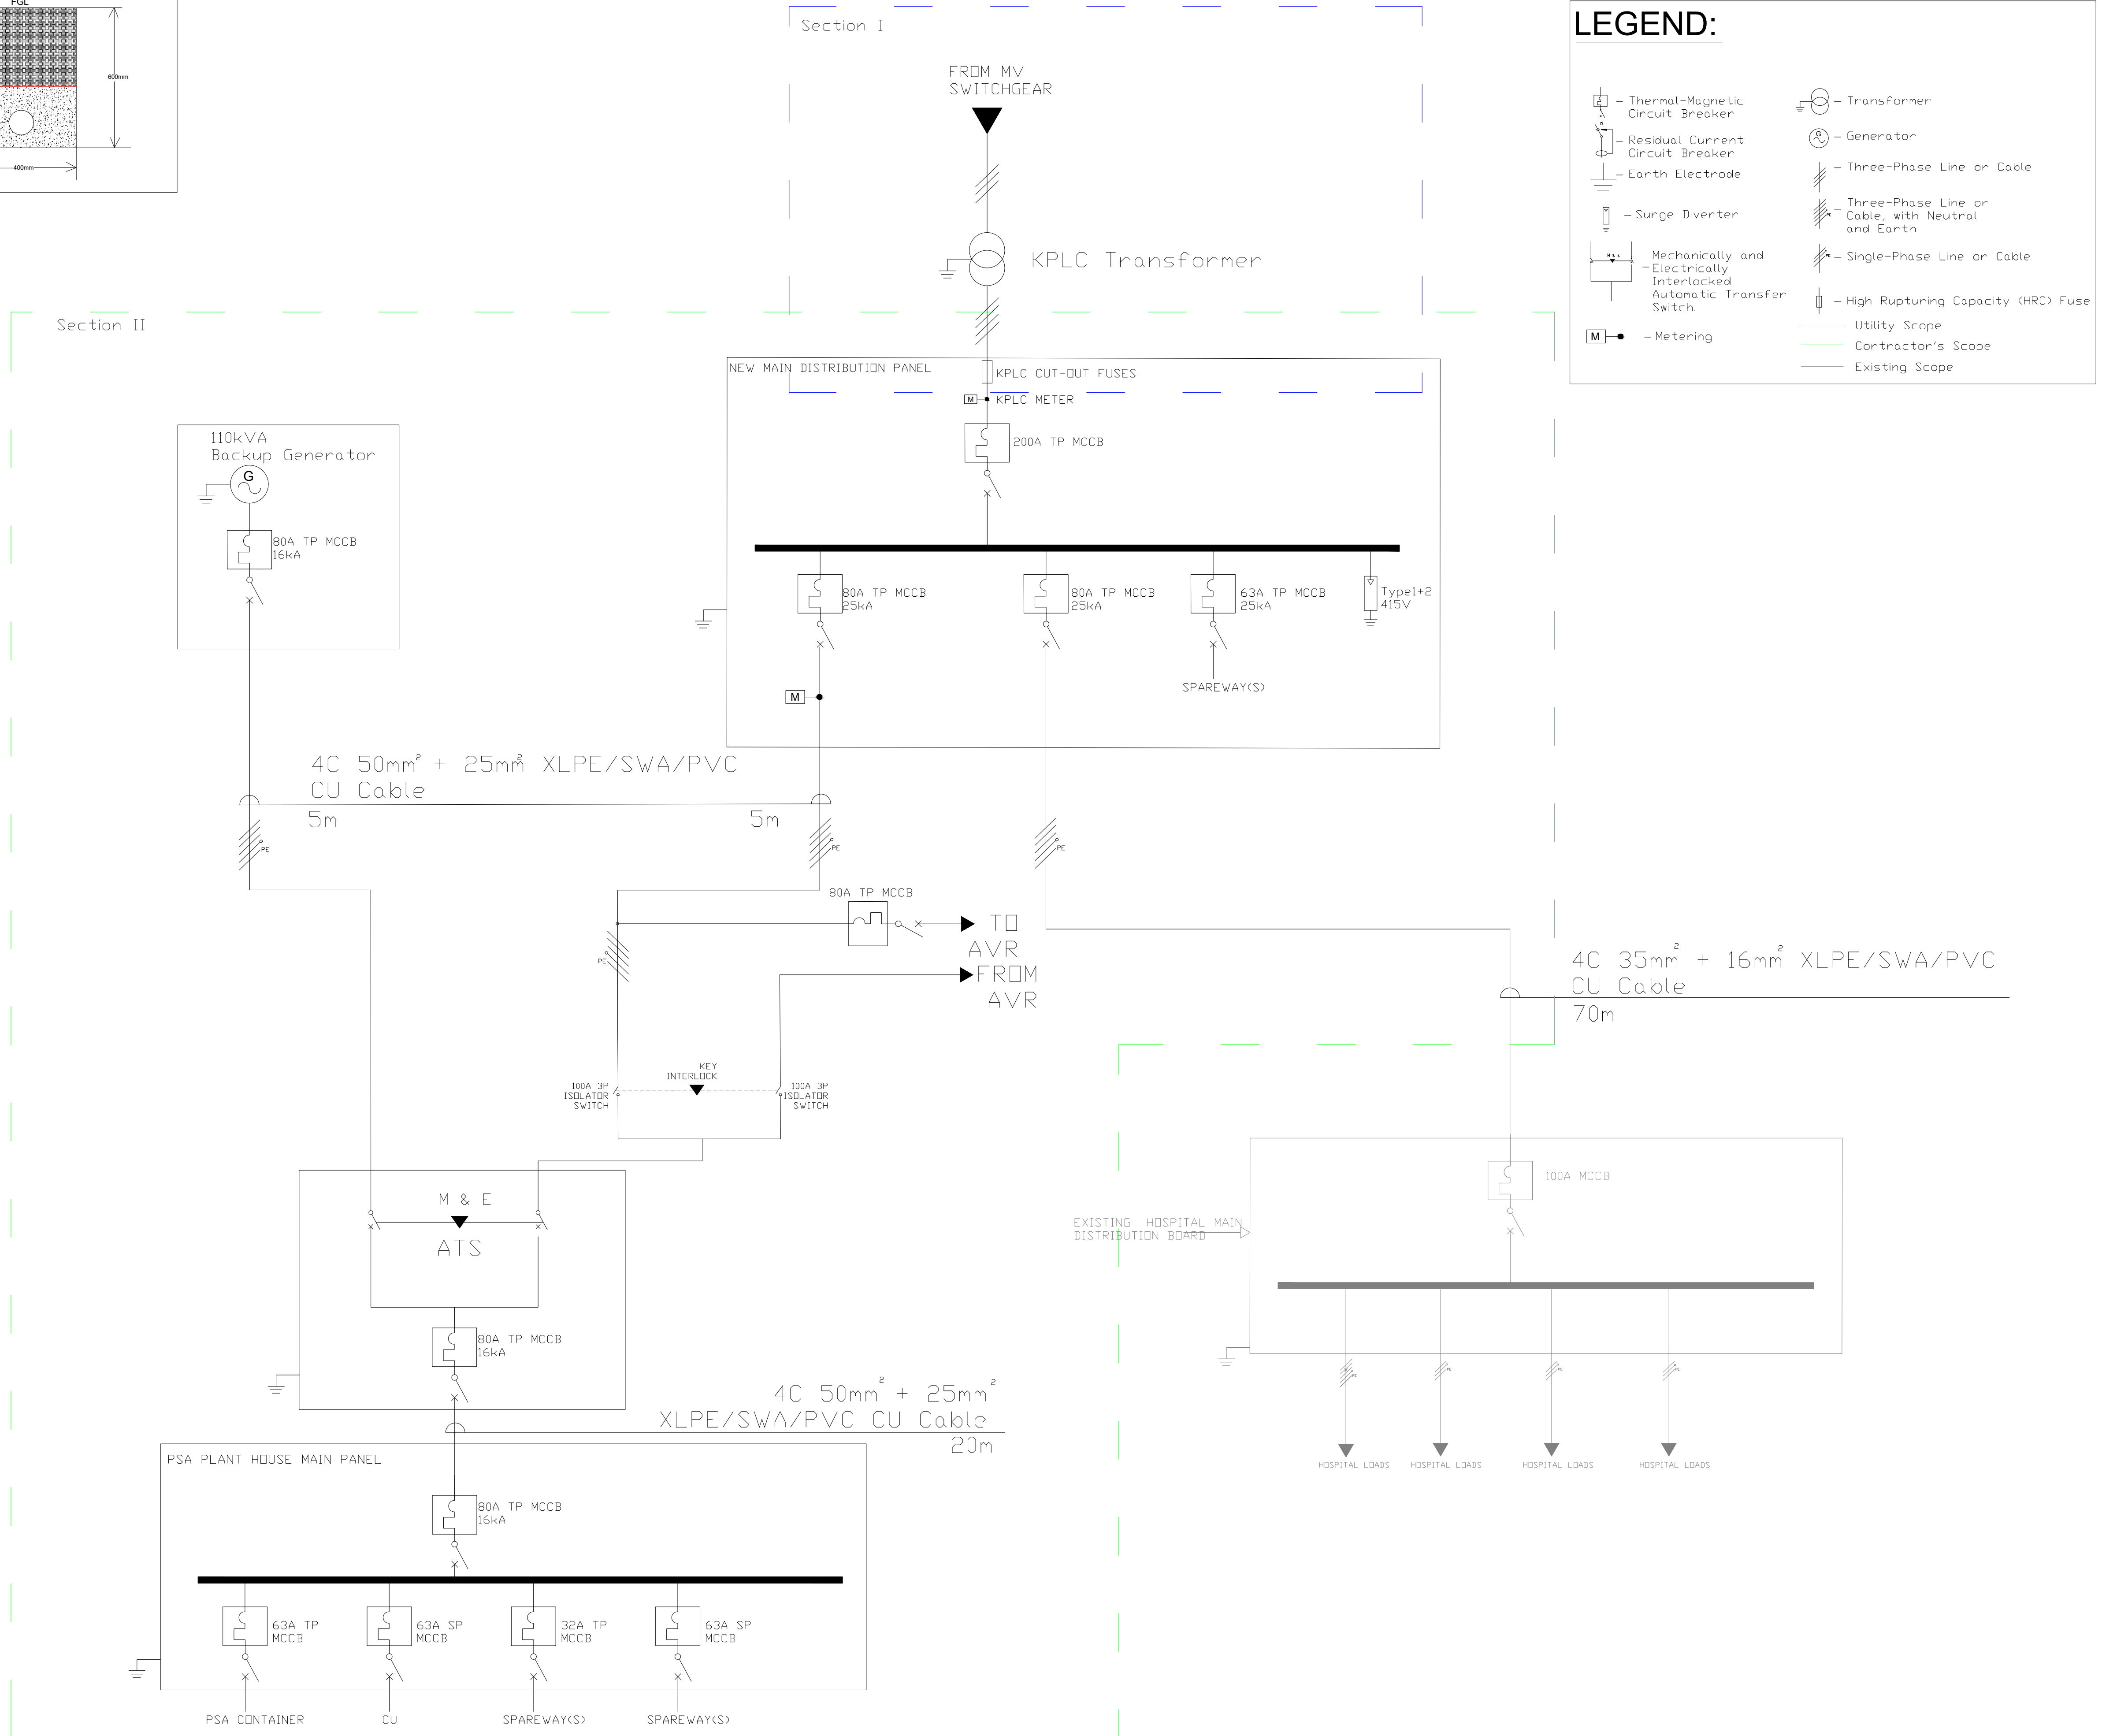 FGL
600mm
400mm
Section I
FROM MV
SWITCHGEAR
KPLC Transformer
LEGEND:
Thermal-Magnetic
Circuit Breaker
Residual Current
Circuit Breaker
Earth Electrode
Surge Diverter
M & E
Mechanically and
Electrically
Interlocked
Automatic Transfer
Switch.
M
Metering
Transformer
G
Generator
Three-Phase Line or Cable
PE
Three-Phase Line or
Cable, with Neutral
and Earth
PE
Single-Phase Line or Cable
High Rupturing Capacity (HRC) Fuse
Utility Scope
Contractor's Scope
Existing Scope
Section II
NEW MAIN DISTRIBUTION PANEL
KPLC CUT-OUT FUSES
M
KPLC METER
200A TP MCCB
110kVA
Backup Generator
G
80A TP MCCB
16kA
80A TP MCCB
25kA
80A TP MCCB
25kA
63A TP MCCB
25kA
Type1+2
415V
SPAREWAY(S)
M
4C 50mm² + 25mm² XLPE/SWA/PVC
CU Cable
5m
5m
PE
PE
PE
80A TP MCCB
TO
AVR
PE
FROM
AVR
4C 35mm² + 16mm² XLPE/SWA/PVC
CU Cable
70m
KEY
INTERLOCK
100A 3P
ISOLATOR
SWITCH
100A 3P
ISOLATOR
SWITCH
M & E
ATS
80A TP MCCB
16kA
100A MCCB
EXISTING HOSPITAL MAIN
DISTRIBUTION BOARD
PE
PE
PE
PE
HOSPITAL LOADS
HOSPITAL LOADS
HOSPITAL LOADS
HOSPITAL LOADS
4C 50mm² + 25mm²
XLPE/SWA/PVC CU Cable
20m
PSA PLANT HOUSE MAIN PANEL
80A TP MCCB
16kA
63A TP
MCCB
63A SP
MCCB
32A TP
MCCB
63A SP
MCCB
PSA CONTAINER
CU
SPAREWAY(S)
SPAREWAY(S)